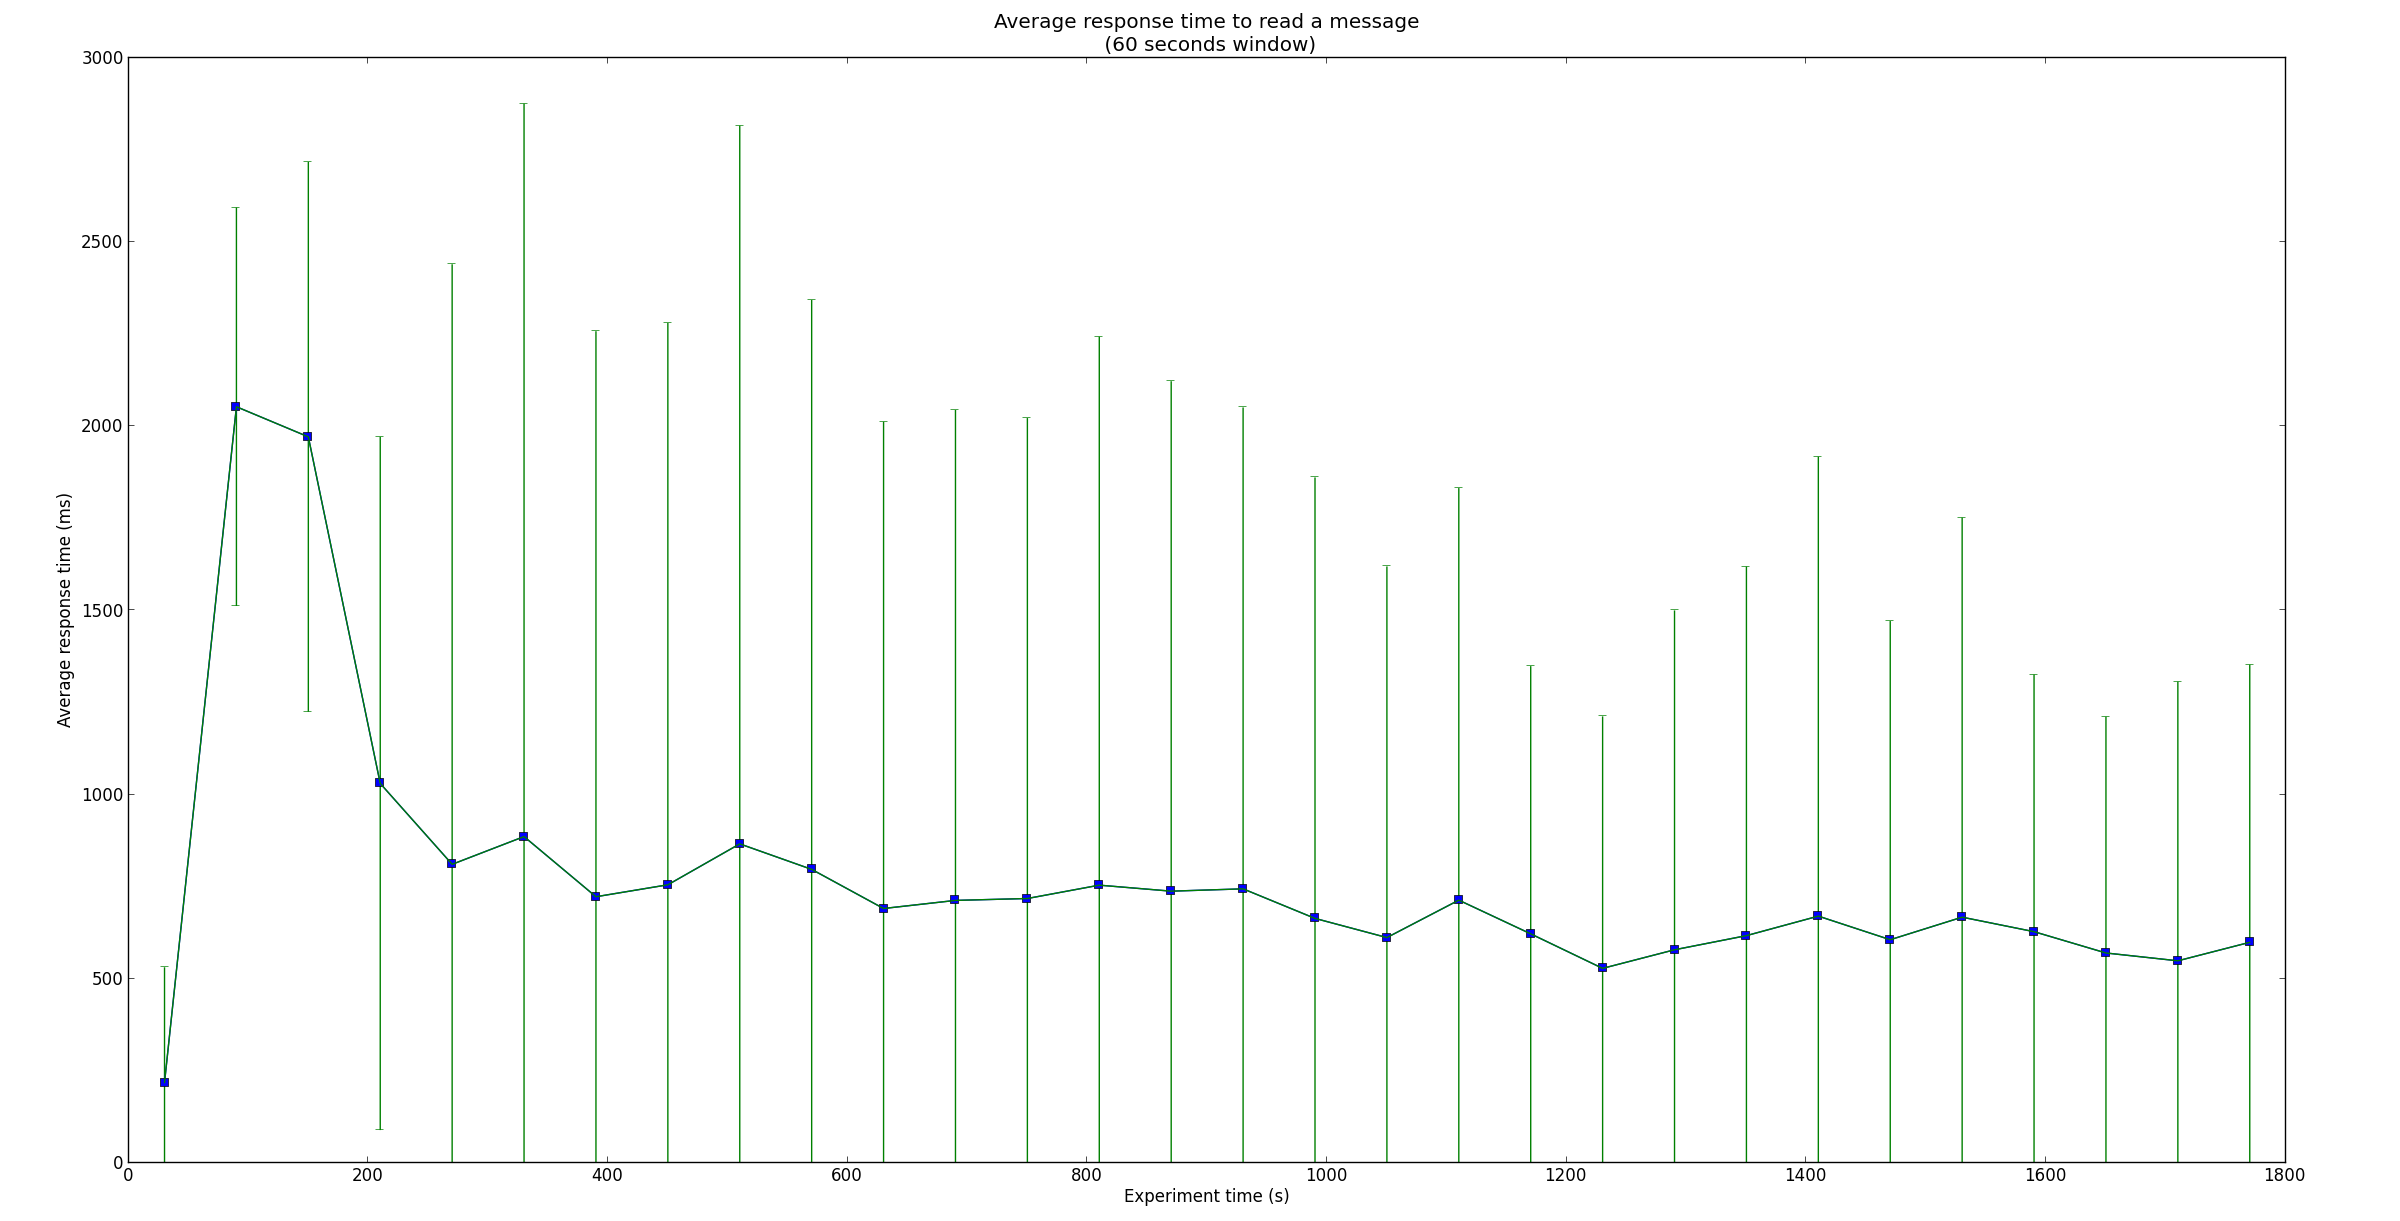 Average response time to read a message
(60 seconds window)
3000
2500
2000
1500
1000
500
0
Average response time (ms)
0 200 400 600 800 1000 1200 1400 1600 1800
Experiment time (s)